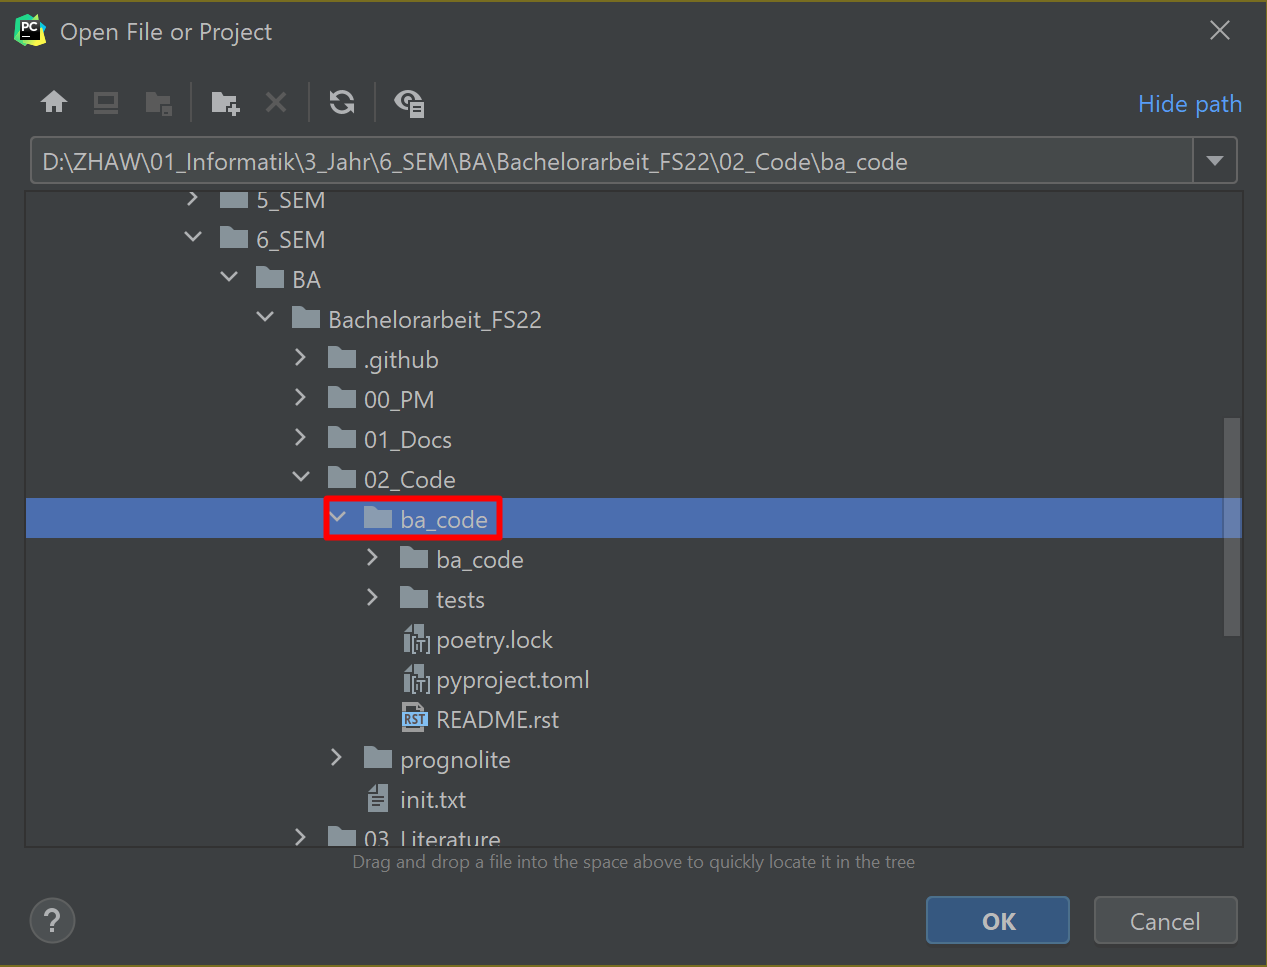 PC
Open File or Project
Hide path
D:\ZHAW\01_Informatik\3_Jahr\6_SEM\BA\Bachelorarbeit_FS22\02_Code\ba_code
5_SEM
6_SEM
BA
Bachelorarbeit_FS22
.github
00_PM
01_Docs
02_Code
ba_code
ba_code
tests
poetry.lock
pyproject.toml
RST README.rst
prognolite
init.txt
03_Literature
Drag and drop a file into the space above to quickly locate it in the tree
? OK Cancel